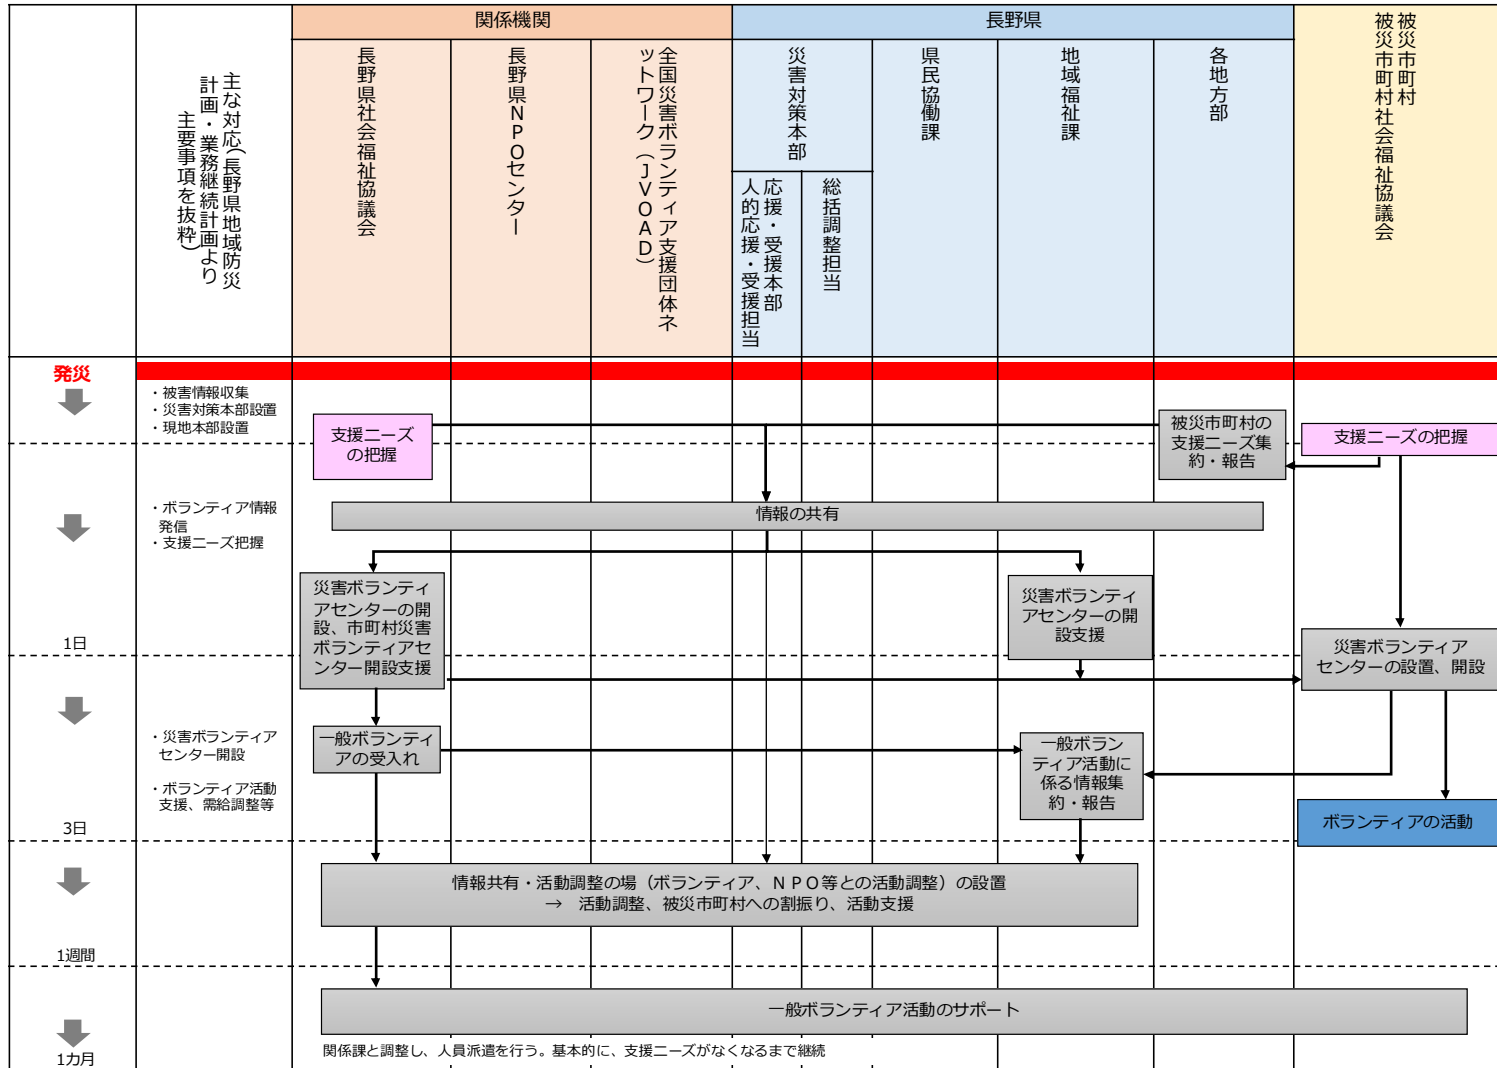 関係機関
長野県
主な対応(長野県地域防災
計画・業務継続計画より
主要事項を抜粋)
長野県社会福祉協議会
長野県NPOセンター
全国災害ボランティア支援団体ネ
ットワーク(JVOAD)
災害対策本部
応援・受援本部
人的応援・受援担当
総括調整担当
県民協働課
地域福祉課
各地方部
被災市町村
被災市町村社会福祉協議会
発災
・被害情報収集
・災害対策本部設置
・現地本部設置
支援ニーズ
の把握
被災市町村の
支援ニーズ集
約・報告
支援ニーズの把握
・ボランティア情報
発信
・支援ニーズ把握
情報の共有
災害ボランティ
アセンターの開
設、市町村災害
ボランティアセ
ンター開設支援
災害ボランティ
アセンターの開
設支援
1日
災害ボランティア
センターの設置、開設
・災害ボランティア
センター開設
・ボランティア活動
支援、需給調整等
一般ボランティ
アの受入れ
一般ボラン
ティア活動に
係る情報集
約・報告
3日
ボランティアの活動
情報共有・活動調整の場(ボランティア、NPO等との活動調整)の設置
→ 活動調整、被災市町村への割振り、活動支援
1週間
一般ボランティア活動のサポート
1カ月
関係課と調整し、人員派遣を行う。基本的に、支援ニーズがなくなるまで継続